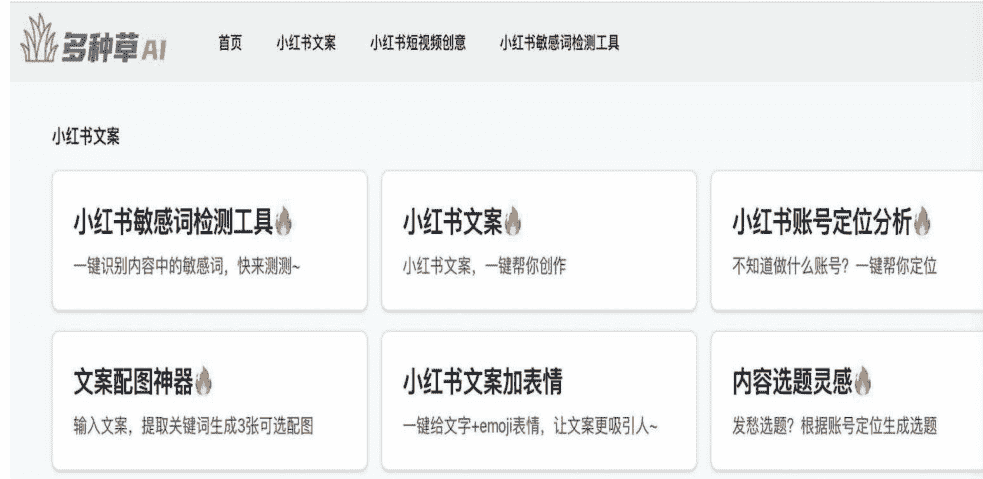 多种草AI 首页 小红书文案 小红书短视频创意 小红书敏感词检测工具
小红书文案
小红书敏感词检测工具🔥
一键识别内容中的敏感词，快来测测~
小红书文案🔥
小红书文案，一键帮你创作
小红书账号定位分析🔥
不知道做什么账号？一键帮你定位
文案配图神器🔥
输入文案，提取关键词生成3张可选配图
小红书文案加表情
一键给文字+emoji表情，让文案更吸引人~
内容选题灵感🔥
发愁选题？根据账号定位生成选题